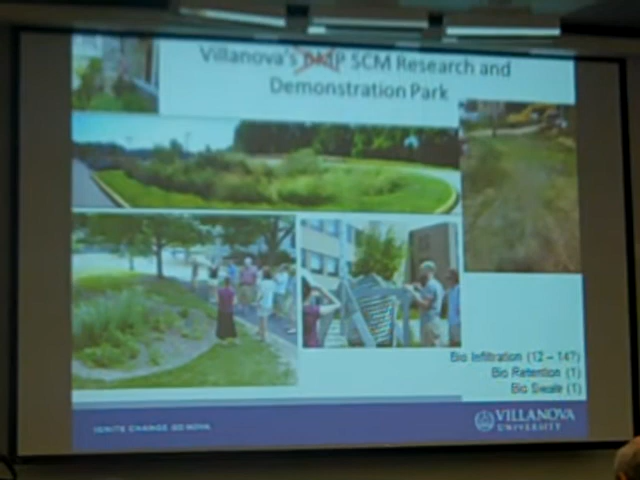 Villanova's BMP SCM Research and
Demonstration Park
Bio Infiltration (12 – 14?)
Bio Retention (1)
Bio Swale (1)
IGNITE CHANGE. GO NOVA.
VILLANOVA
UNIVERSITY